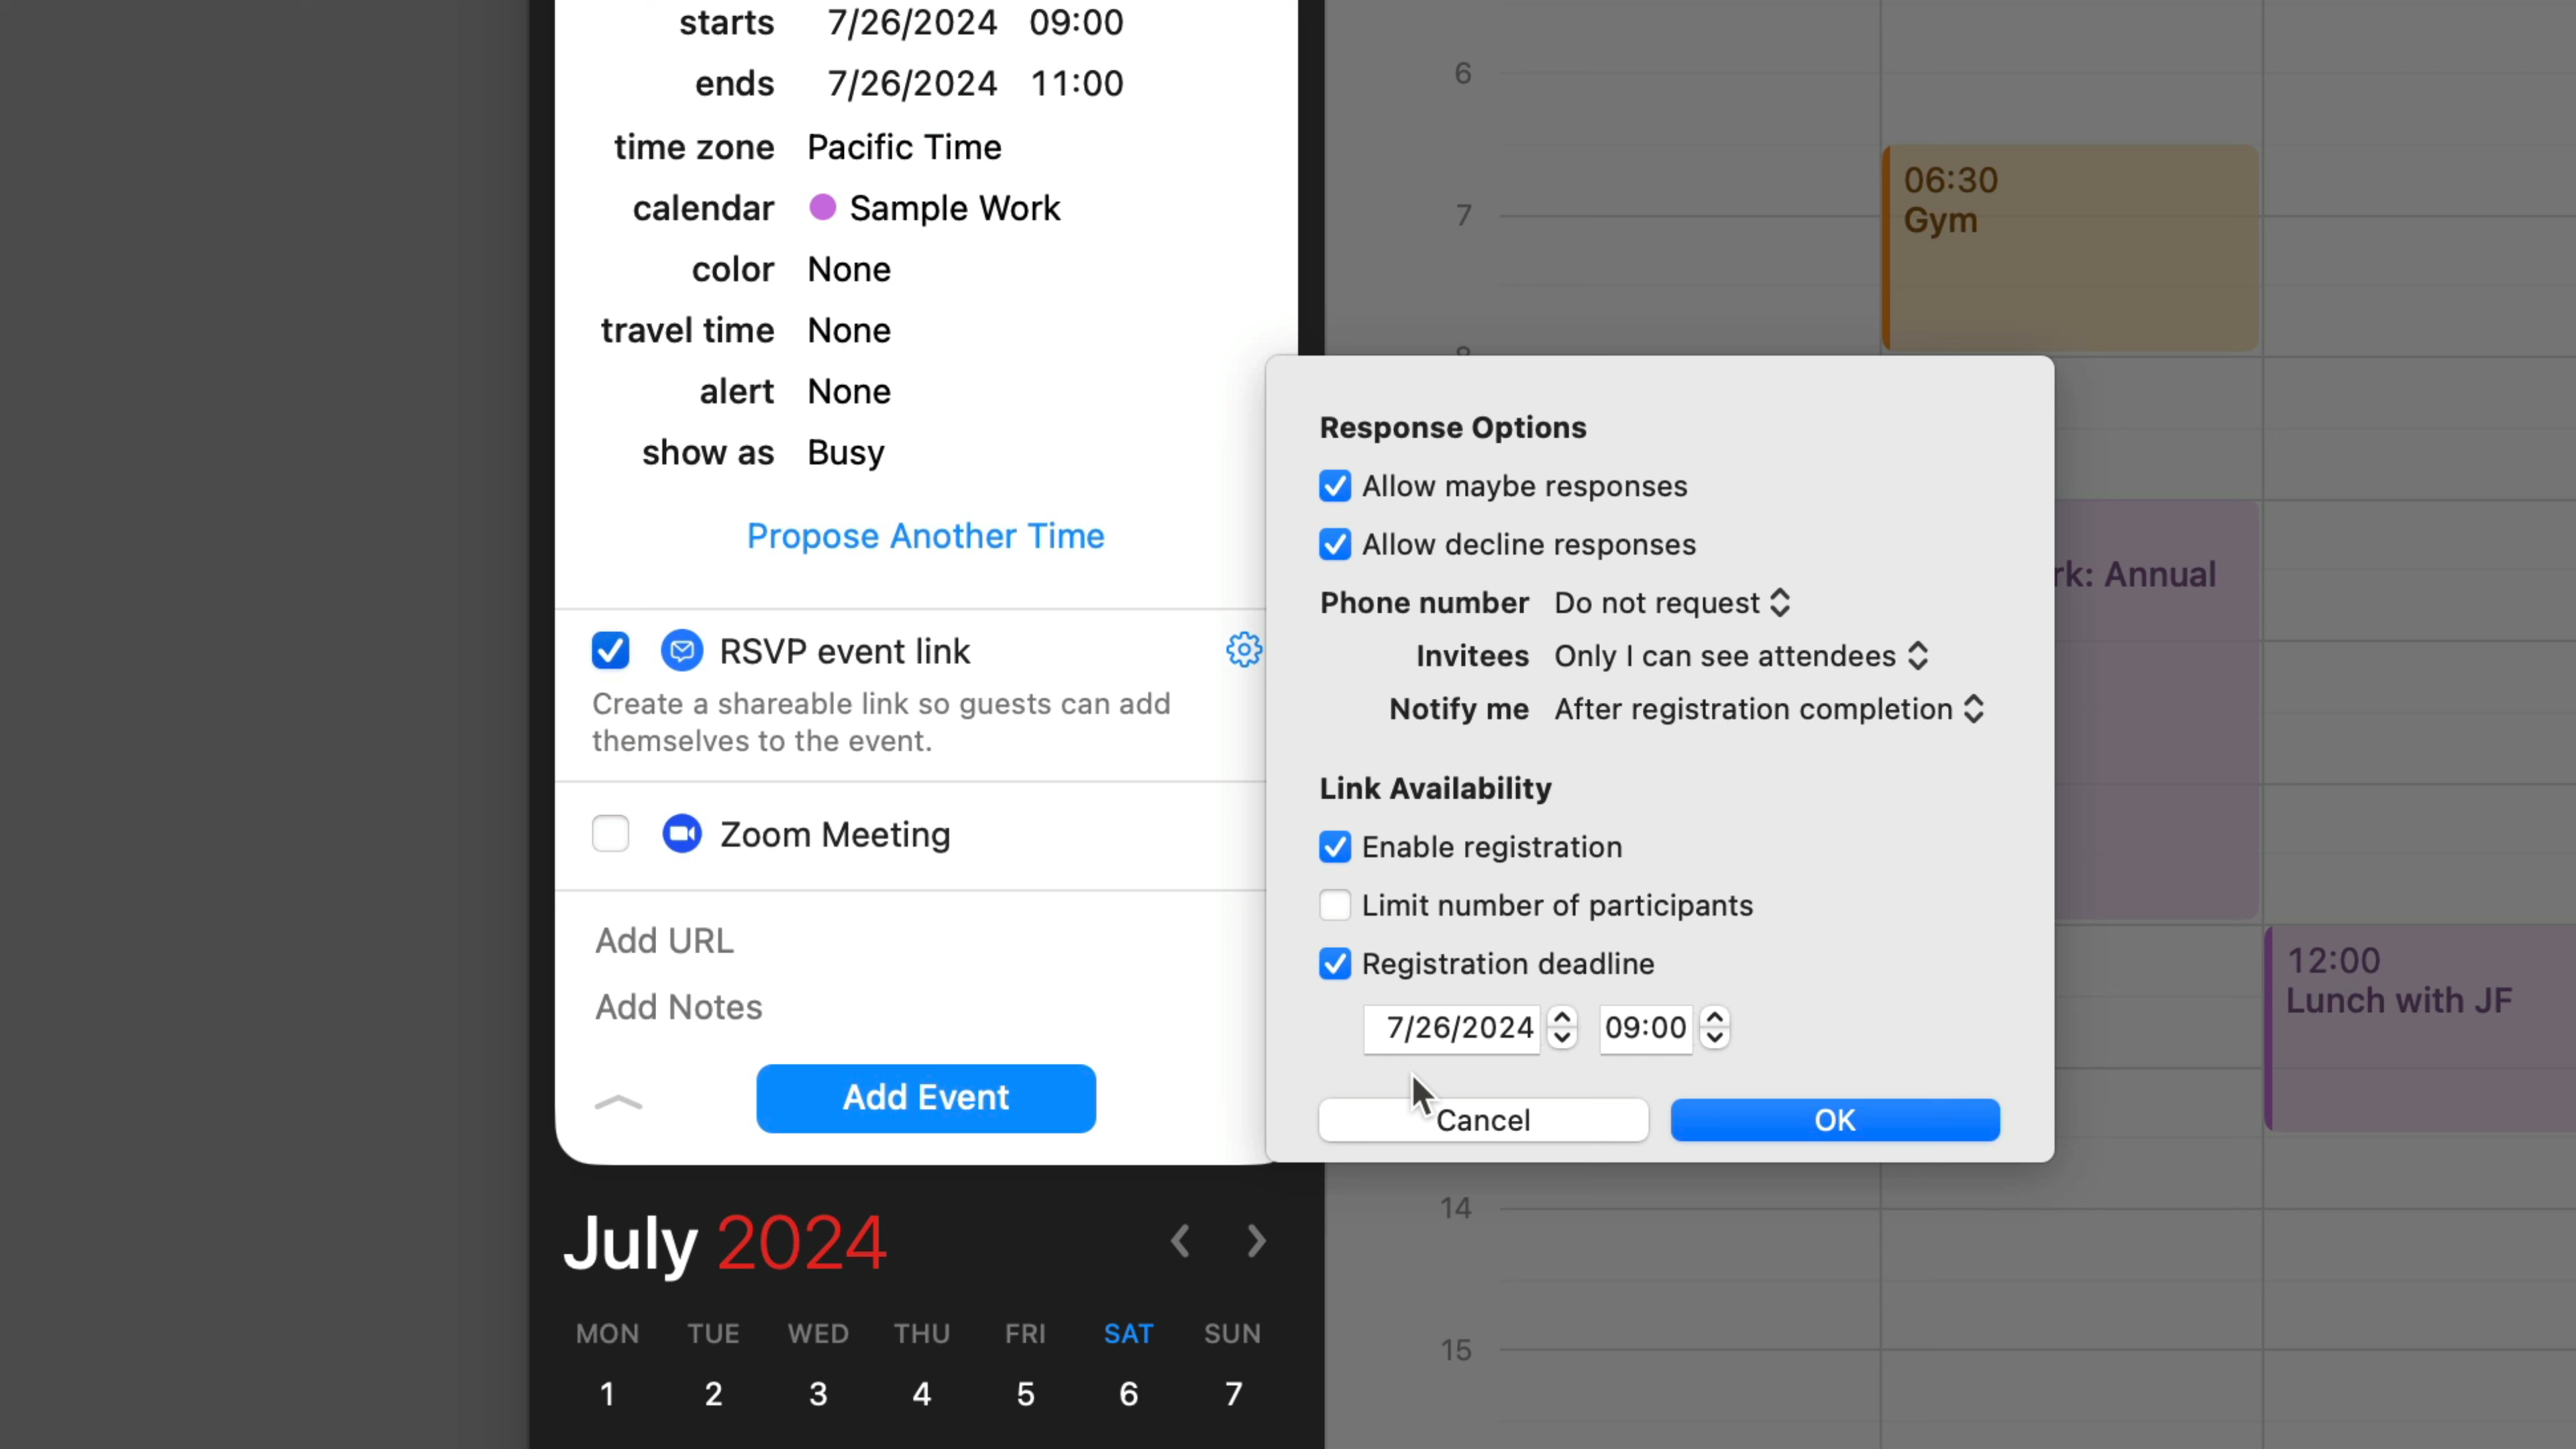 starts 7/26/2024 09:00
ends 7/26/2024 11:00
time zone Pacific Time
calendar Sample Work
color None
travel time None
alert None
show as Busy
Propose Another Time
RSVP event link
Create a shareable link so guests can add
themselves to the event.
Zoom Meeting
Add URL
Add Notes
Add Event
July 2024
MON TUE WED THU FRI SAT SUN
1 2 3 4 5 6 7
Response Options
Allow maybe responses
Allow decline responses
Phone number Do not request
Invitees Only I can see attendees
Notify me After registration completion
Link Availability
Enable registration
Limit number of participants
Registration deadline
7/26/2024 09:00
Cancel OK
6
7
14
15
06:30
Gym
rk: Annual
12:00
Lunch with JF